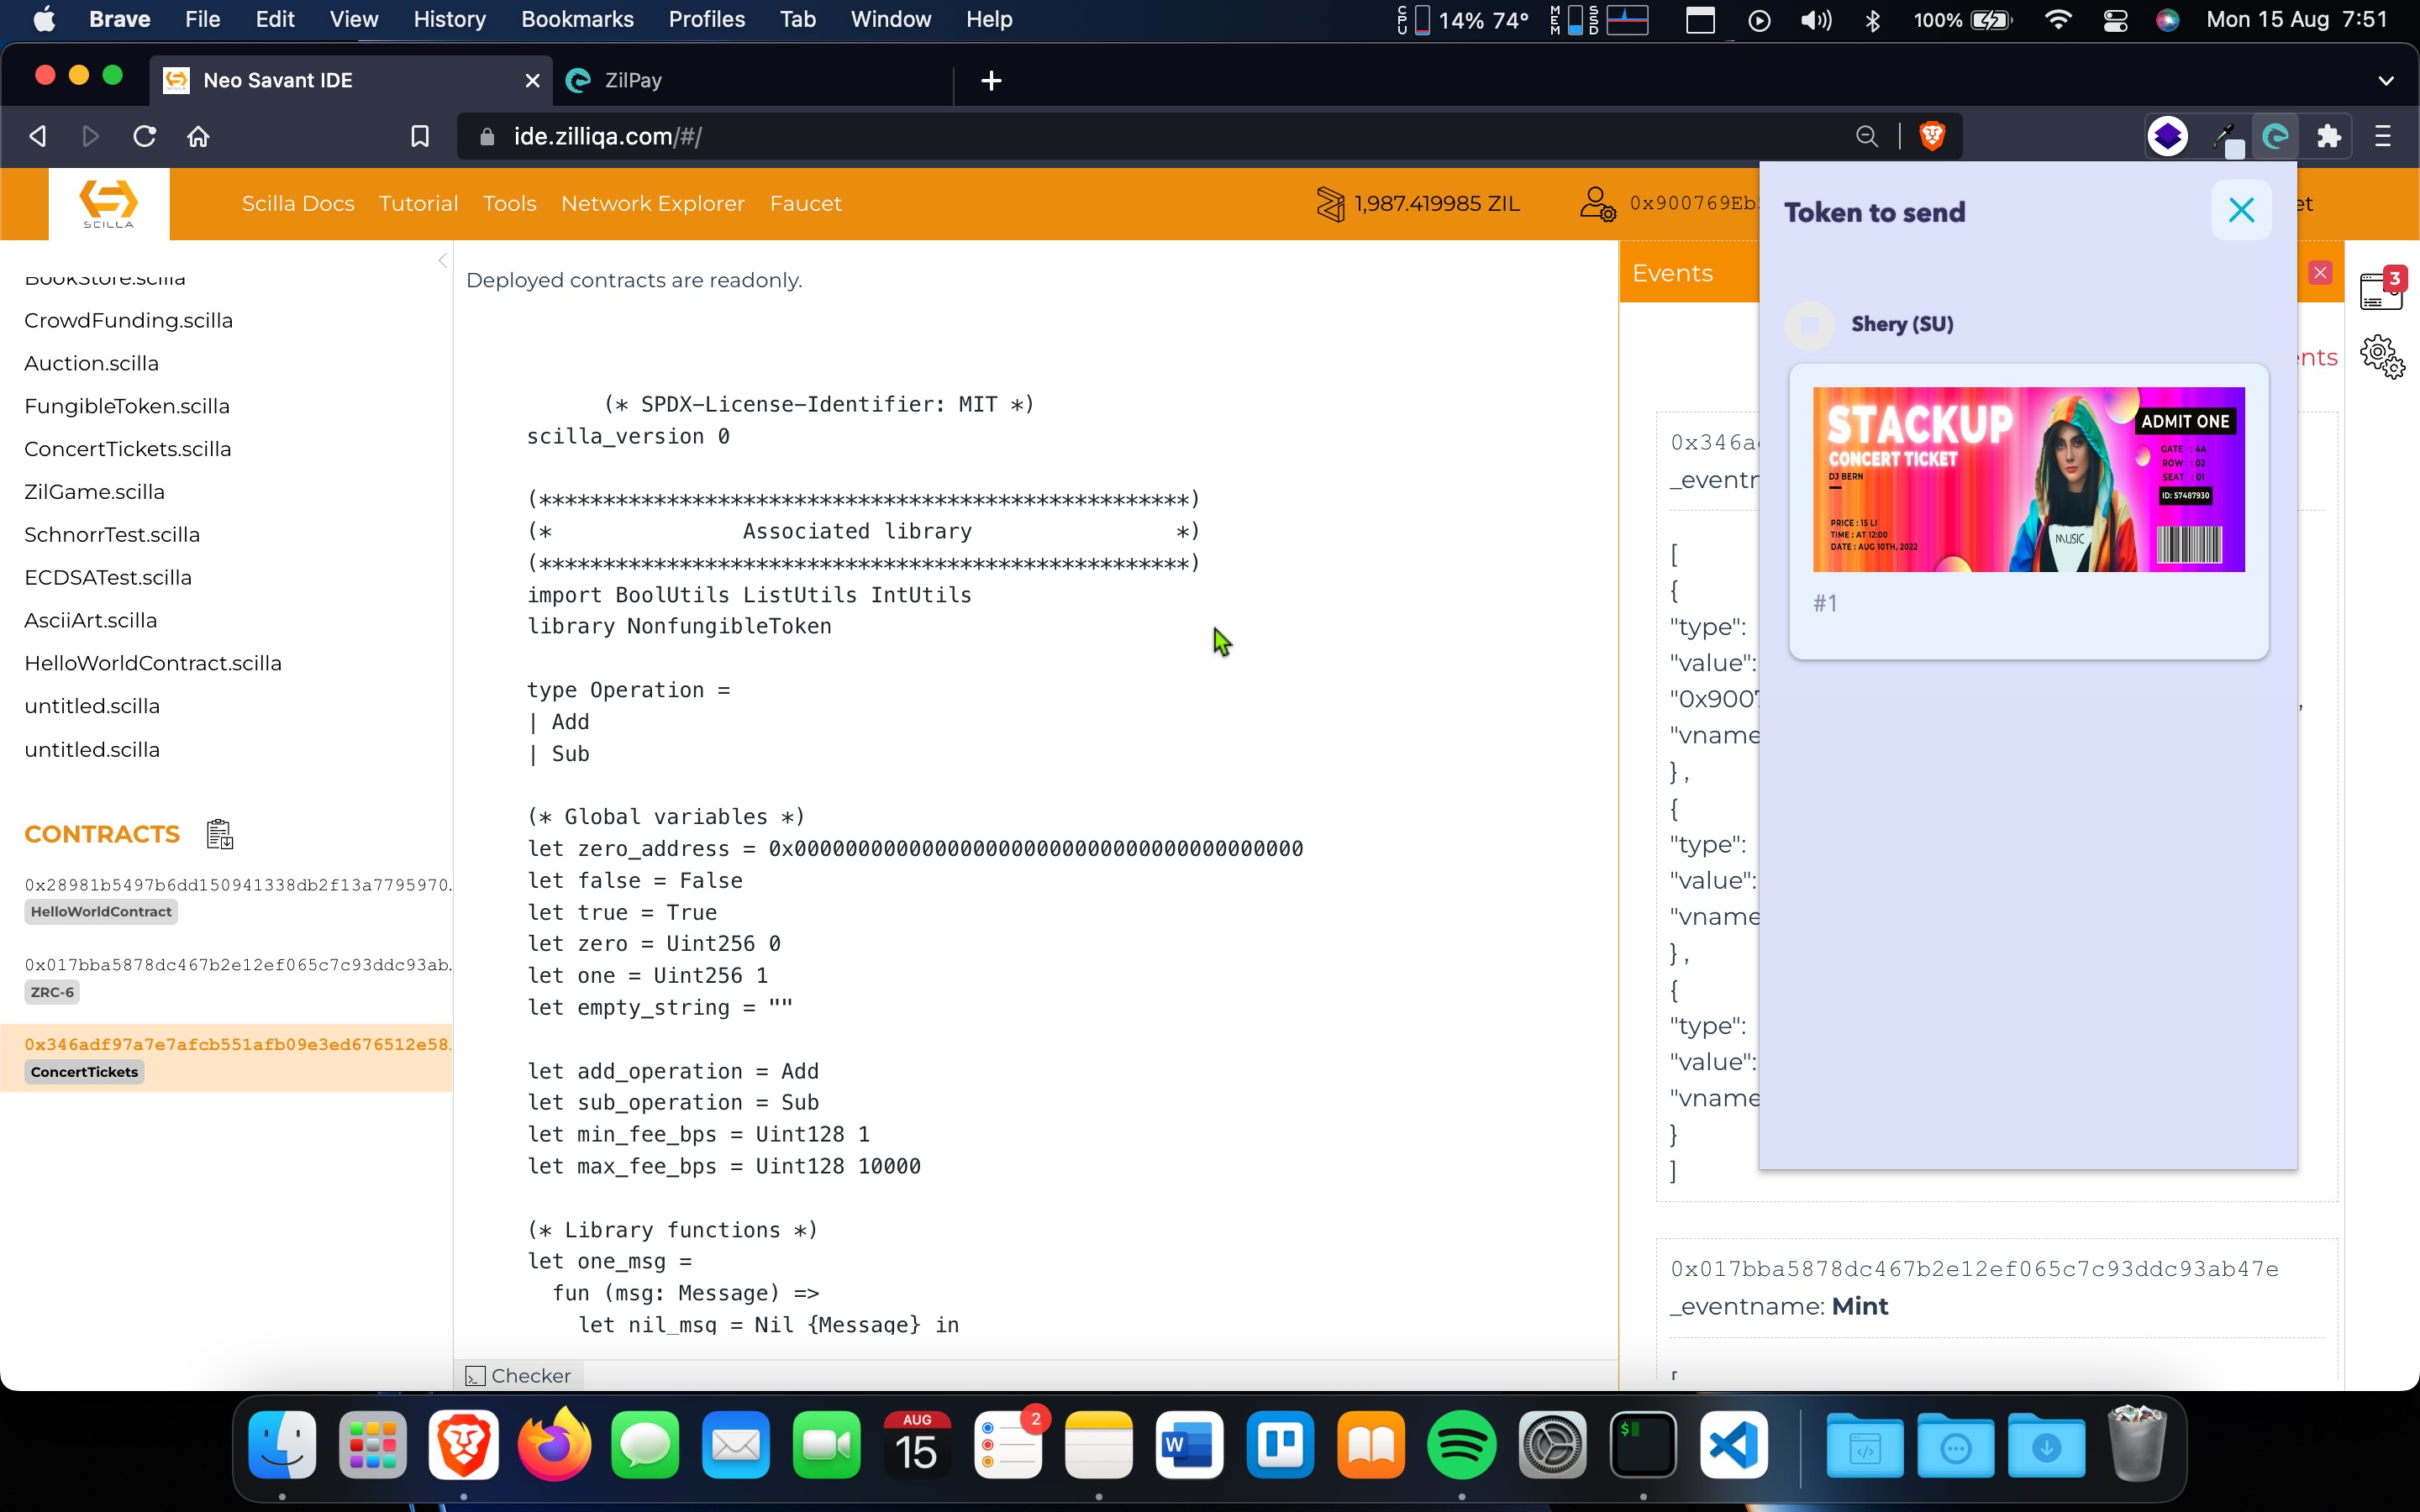 Brave File Edit View History Bookmarks Profiles Tab Window Help
CPU 14% 74° MEM SSD 100% Mon 15 Aug 7:51
Neo Savant IDE
ZilPay
ide.zilliqa.com/#/
SCILLA
Scilla Docs Tutorial Tools Network Explorer Faucet
1,987.419985 ZIL
0x900769Eb
et
BookStore.scilla
CrowdFunding.scilla
Auction.scilla
FungibleToken.scilla
ConcertTickets.scilla
ZilGame.scilla
SchnorrTest.scilla
ECDSATest.scilla
AsciiArt.scilla
HelloWorldContract.scilla
untitled.scilla
untitled.scilla
CONTRACTS
0x28981b5497b6dd150941338db2f13a7795970.
HelloWorldContract
0x017bba5878dc467b2e12ef065c7c93ddc93ab.
ZRC-6
0x346adf97a7e7afcb551afb09e3ed676512e58.
ConcertTickets
Deployed contracts are readonly.
(* SPDX-License-Identifier: MIT *)
scilla_version 0
(***************************************************)
(* Associated library *)
(***************************************************)
import BoolUtils ListUtils IntUtils
library NonfungibleToken
type Operation =
| Add
| Sub
(* Global variables *)
let zero_address = 0x0000000000000000000000000000000000000000
let false = False
let true = True
let zero = Uint256 0
let one = Uint256 1
let empty_string = ""
let add_operation = Add
let sub_operation = Sub
let min_fee_bps = Uint128 1
let max_fee_bps = Uint128 10000
(* Library functions *)
let one_msg =
fun (msg: Message) =>
let nil_msg = Nil {Message} in
Checker
Events
3
nts
0x346a
_eventr
[
{
"type":
"value":
"0x900
,
"vname
},
{
"type":
"value":
"vname
},
{
"type":
"value":
"vname
}
]
0x017bba5878dc467b2e12ef065c7c93ddc93ab47e
_eventname: Mint
[
Token to send
Shery (SU)
STACKUP
CONCERT TICKET
DJ BERN
PRICE : 15 LI
TIME : AT 12:00
DATE : AUG 10TH, 2022
MUSIC
ADMIT ONE
GATE : 4A
ROW : 02
SEAT : 01
ID: 57487930
#1
AUG
15
2
W
$